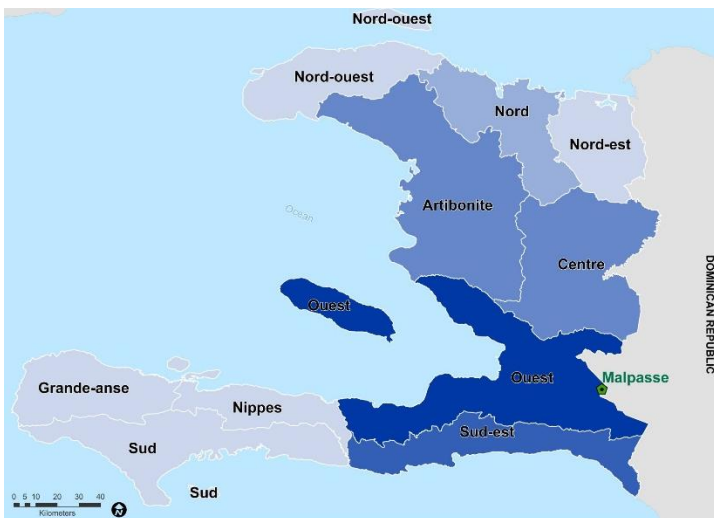 Nord-ouest
Nord-ouest
Nord
Nord-est
Artibonite
Ocean
Centre
DOMINICAN REPUBLIC
Ouest
Ouest
Malpasse
Grande-anse
Nippes
Sud-est
Sud
Sud
0 5 10 20 30 40
Kilometers
N